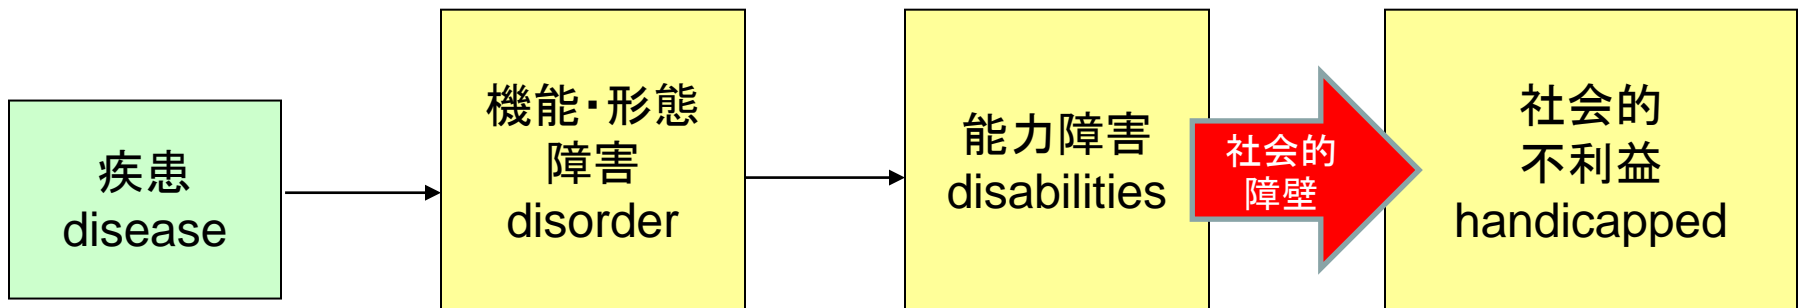 疾患
disease
機能・形態
障害
disorder
能力障害
disabilities
社会的
障壁
社会的
不利益
handicapped